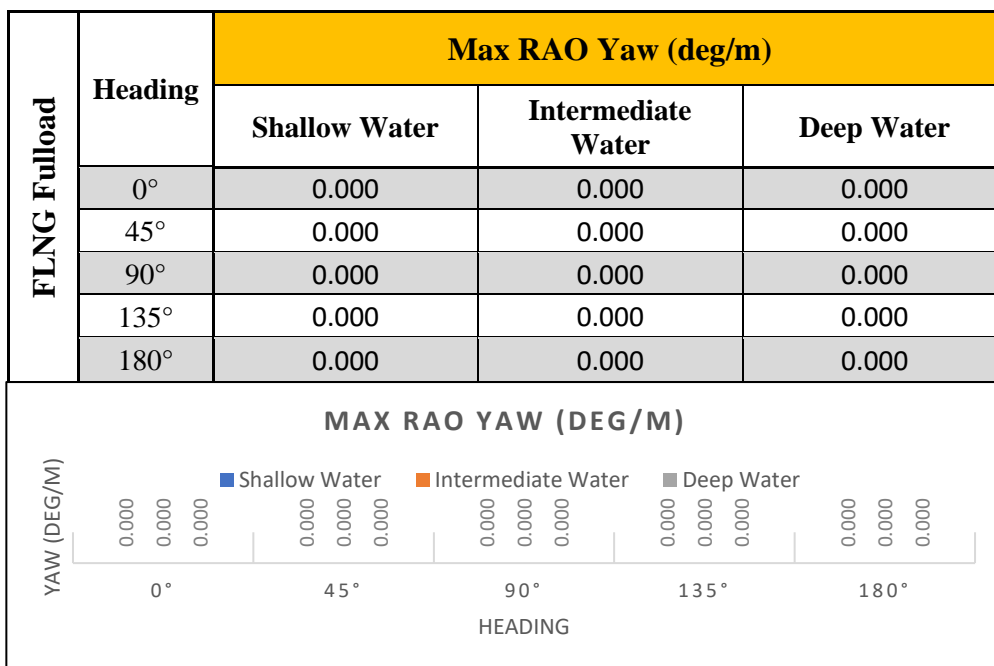 FLNG Fulload
Heading
Max RAO Yaw (deg/m)
Shallow Water
Intermediate
Water
Deep Water
0° 0.000 0.000 0.000
45° 0.000 0.000 0.000
90° 0.000 0.000 0.000
135° 0.000 0.000 0.000
180° 0.000 0.000 0.000
MAX RAO YAW (DEG/M)
Shallow Water Intermediate Water Deep Water
YAW (DEG/M)
0.000 0.000 0.000 0.000 0.000 0.000 0.000 0.000 0.000 0.000 0.000 0.000 0.000 0.000 0.000
0° 45° 90° 135° 180°
HEADING